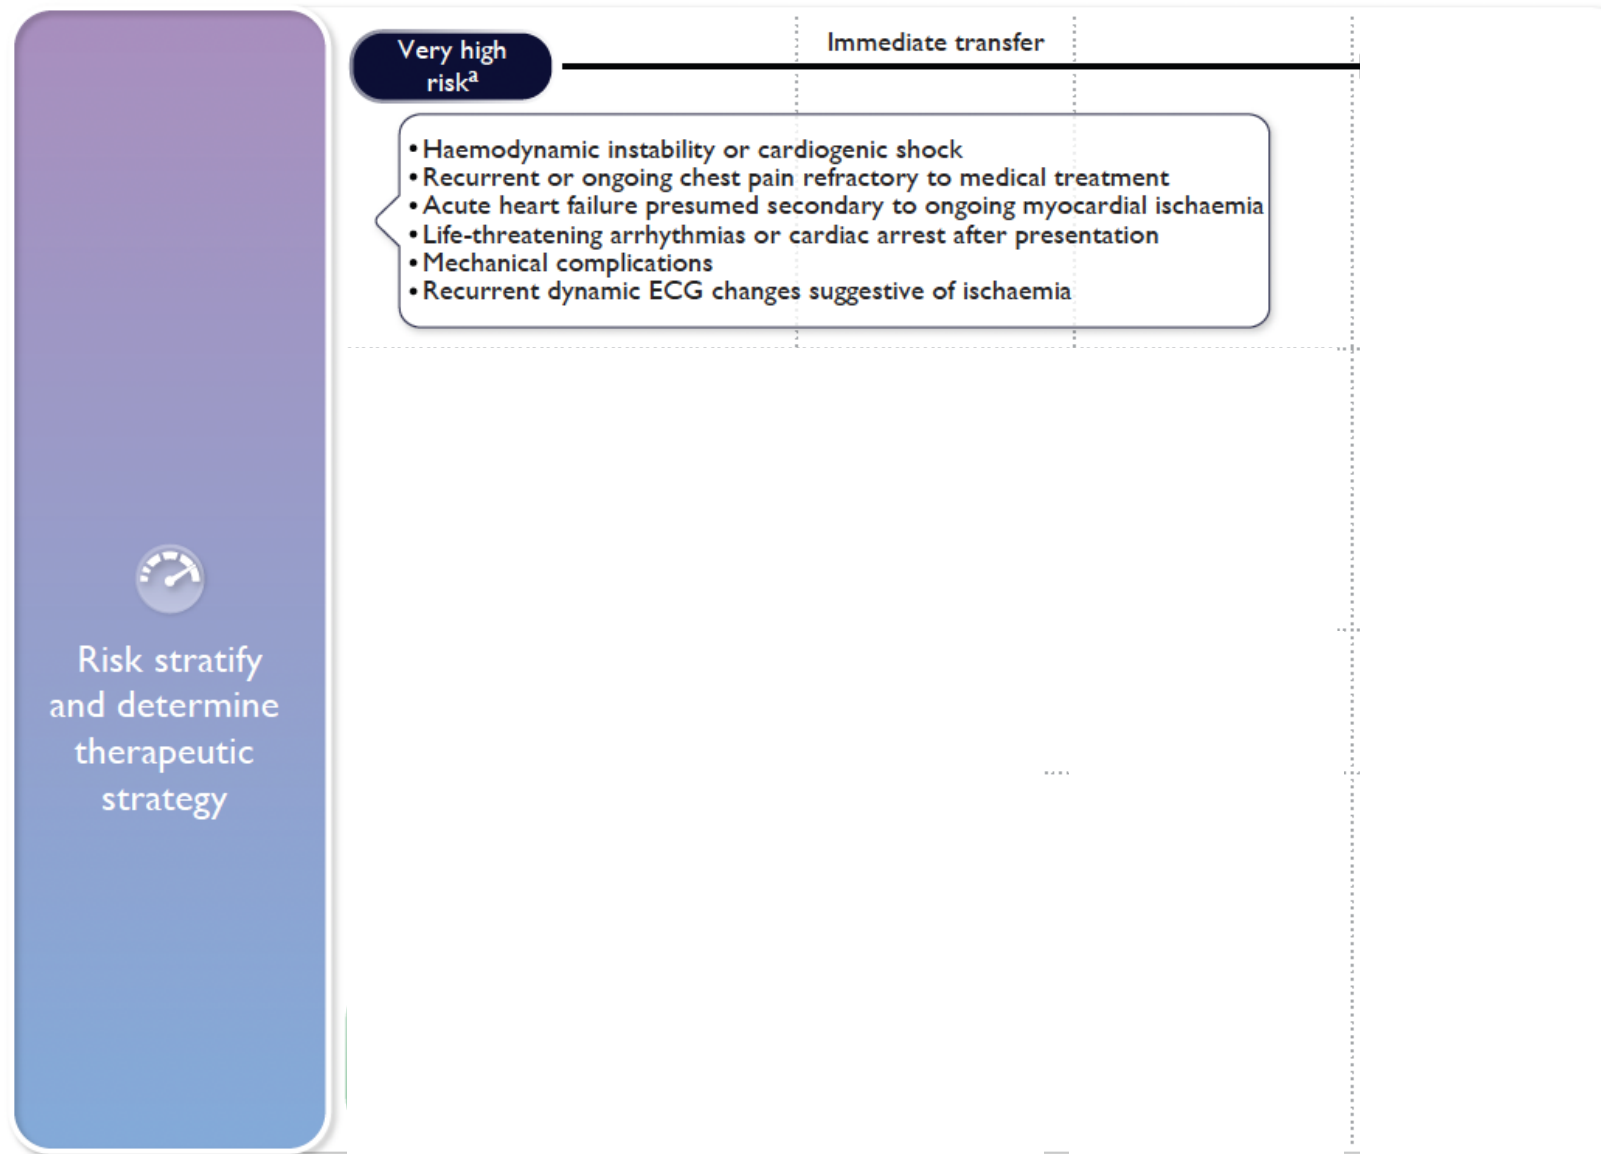 Very high
riskª
Immediate transfer
• Haemodynamic instability or cardiogenic shock
• Recurrent or ongoing chest pain refractory to medical treatment
• Acute heart failure presumed secondary to ongoing myocardial ischaemia
• Life-threatening arrhythmias or cardiac arrest after presentation
• Mechanical complications
• Recurrent dynamic ECG changes suggestive of ischaemia
Risk stratify
and determine
therapeutic
strategy